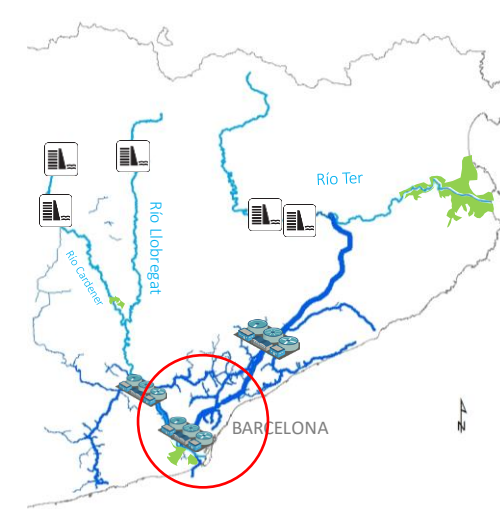 Río Ter
Río Llobregat
Río Cardener
BARCELONA
N